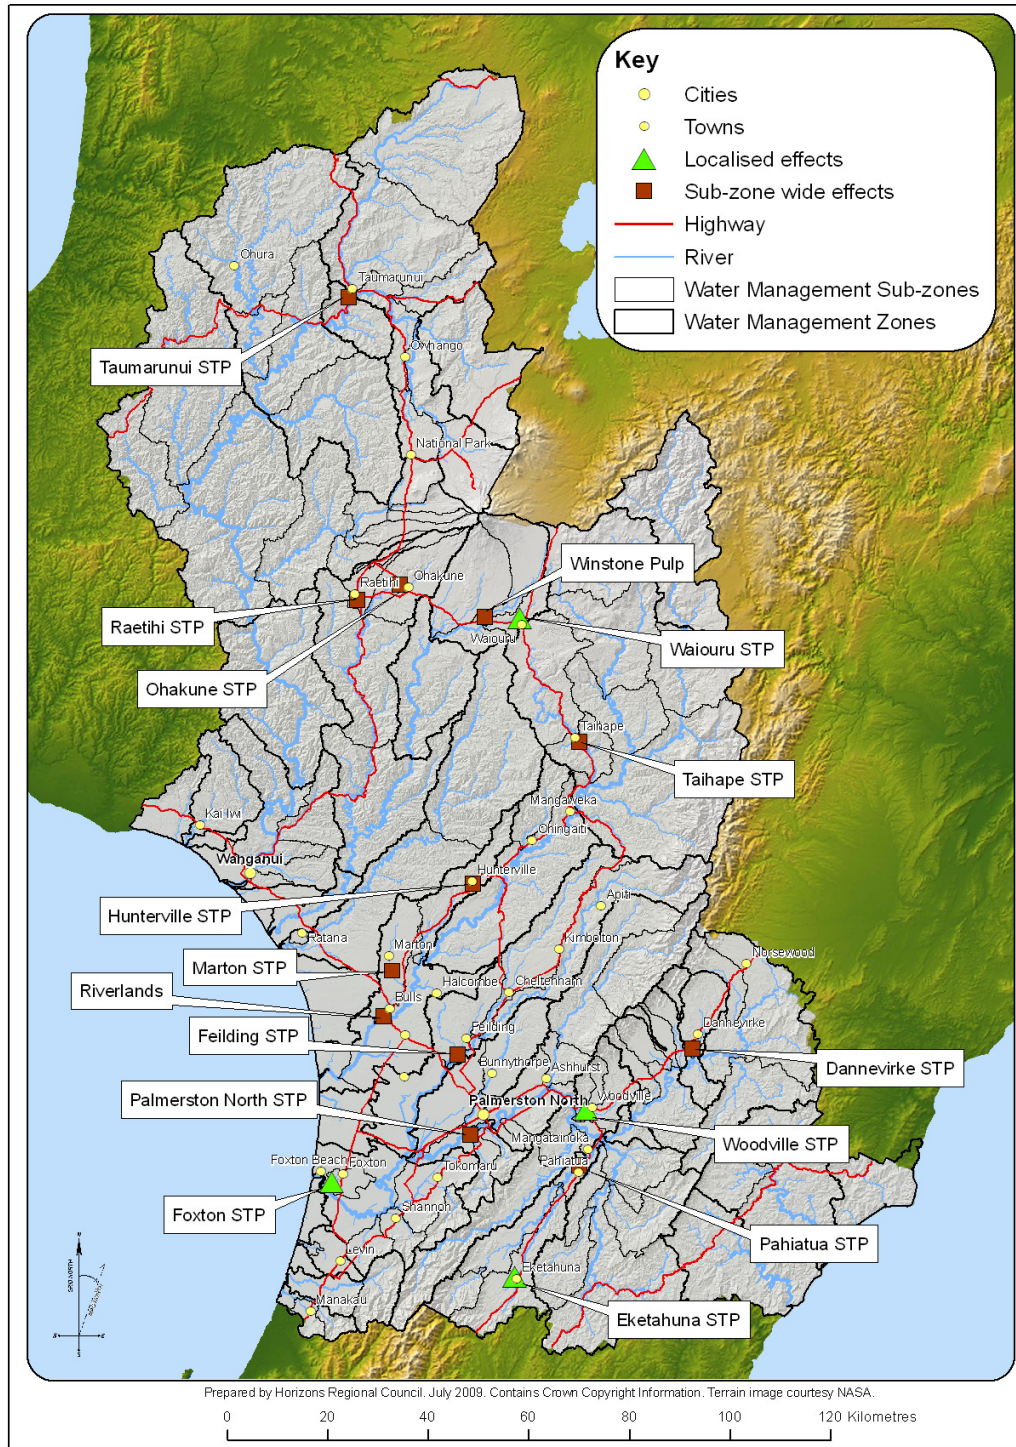 Key
Cities
Towns
Localised effects
Sub-zone wide effects
Highway
River
Water Management Sub-zones
Water Management Zones
Ohura
Taumarunui
Taumarunui STP
National Park
Winstone Pulp
Raetihi
Ohakune
Raetihi STP
Waiouru
Waiouru STP
Ohakune STP
Taihape
Taihape STP
Mangaweka
Kai Iwi
Ohingaiti
Wanganui
Hunterville
Hunterville STP
Apiti
Ratana
Marton
Kimbolton
Norsewood
Marton STP
Halcombe
Cheltenham
Riverlands
Bulls
Feilding
Dannevirke
Feilding STP
Bunnythorpe
Ashhurst
Dannevirke STP
Palmerston North STP
Palmerston North
Woodville
Mangatainoka
Woodville STP
Foxton Beach
Foxton
Tokomaru
Pahiatua
Foxton STP
Shannon
Pahiatua STP
Levin
Eketahuna
Manakau
Eketahuna STP
Prepared by Horizons Regional Council. July 2009. Contains Crown Copyright Information. Terrain image courtesy NASA.
0 20 40 60 80 100 120 Kilometres